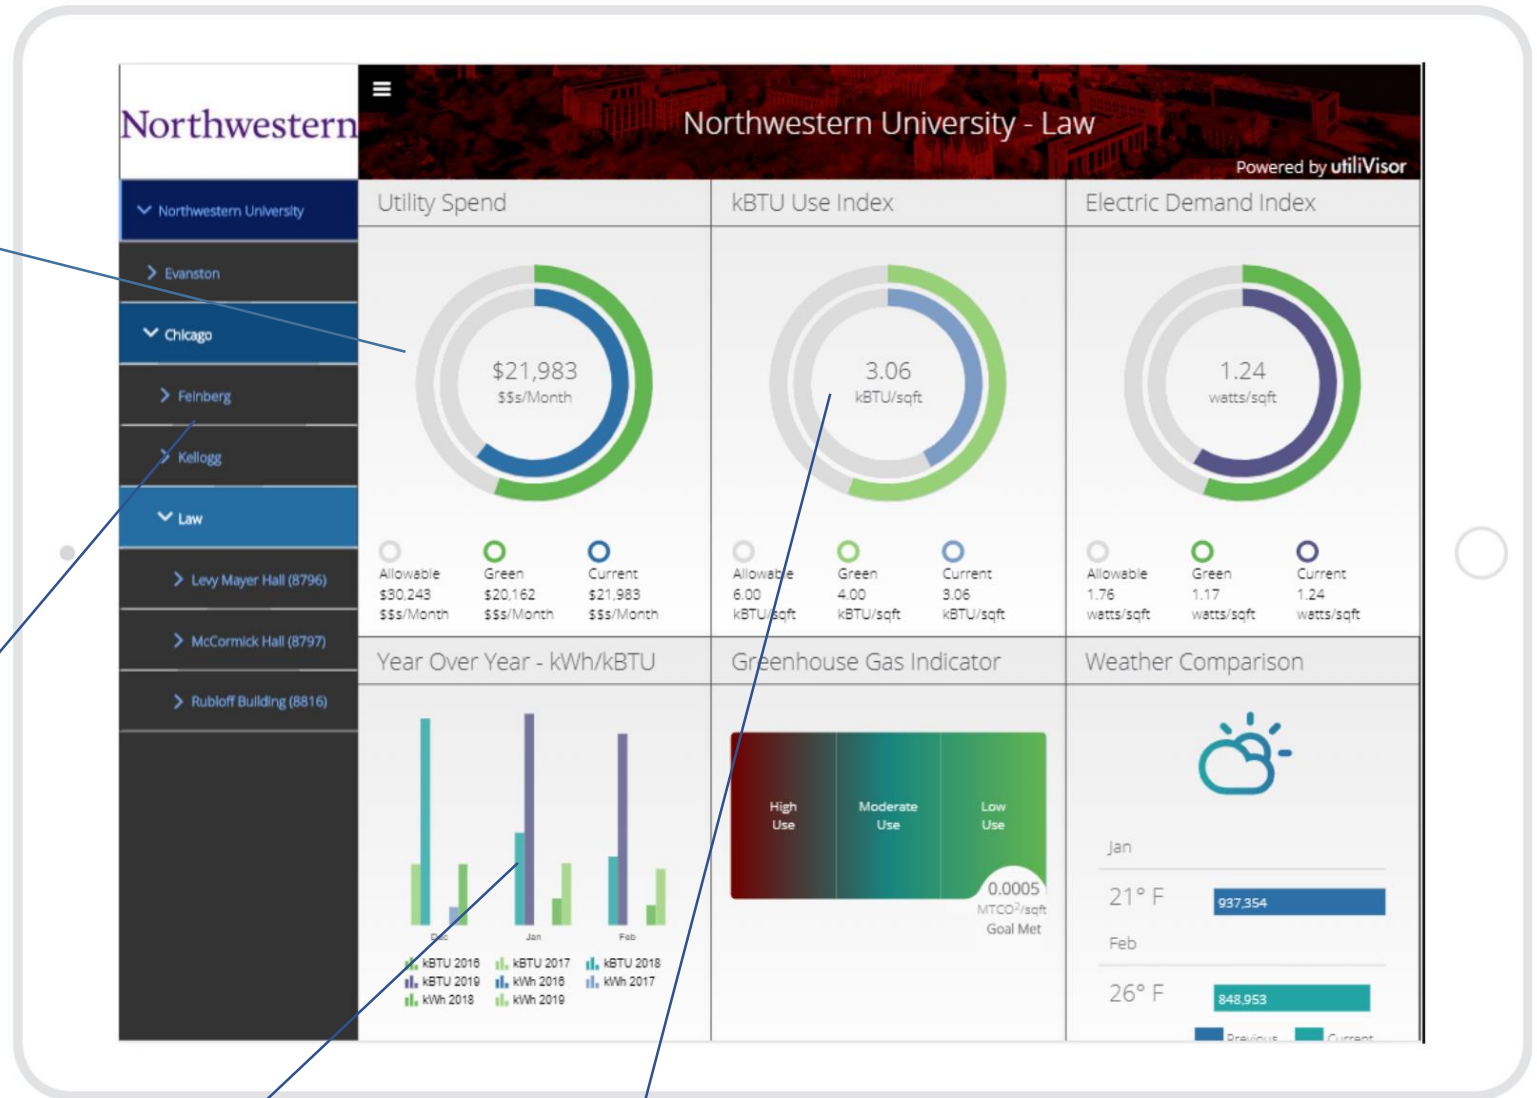 Northwestern
Northwestern University - Law
Powered by utiliVisor
Northwestern University
Evanston
Chicago
Feinberg
Kellogg
Law
Levy Mayer Hall (8796)
McCormick Hall (8797)
Rubloff Building (8816)
Utility Spend
$21,983
$$s/Month
Allowable Green Current
$30,243 $20,162 $21,983
$$s/Month $$s/Month $$s/Month
kBTU Use Index
3.06
kBTU/sqft
Allowable Green Current
6.00 4.00 3.06
kBTU/sqft kBTU/sqft kBTU/sqft
Electric Demand Index
1.24
watts/sqft
Allowable Green Current
1.76 1.17 1.24
watts/sqft watts/sqft watts/sqft
Year Over Year - kWh/kBTU
Dec Jan Feb
kBTU 2016 kBTU 2017 kBTU 2018
kBTU 2019 kWh 2016 kWh 2017
kWh 2018 kWh 2019
Greenhouse Gas Indicator
High Moderate Low
Use Use Use
0.0005
MTCO²/sqft
Goal Met
Weather Comparison
Jan
21° F 937,354
Feb
26° F 848,953
Previous Current